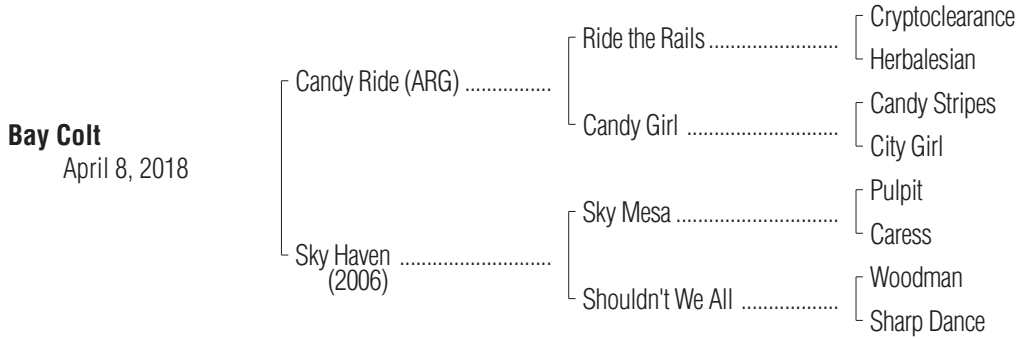 Cryptoclearance
Ride the Rails .......................
Herbalesian
Candy Ride (ARG) ...............
Candy Stripes
Candy Girl ...........................
City Girl
Bay Colt
April 8, 2018
Pulpit
Sky Mesa .............................
Caress
Sky Haven ...........................
(2006)
Woodman
Shouldn't We All .................
Sharp Dance